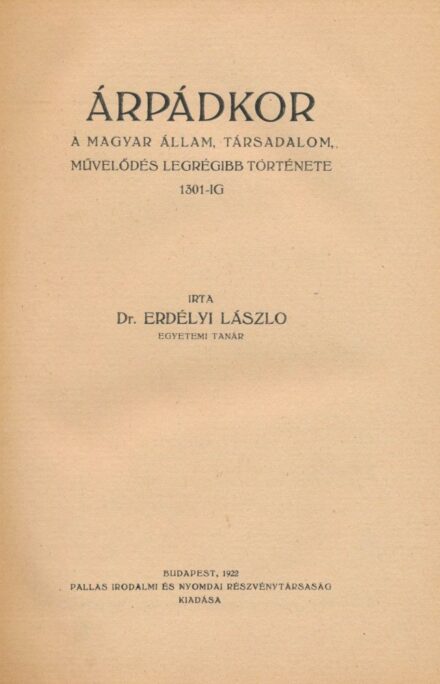 ÁRPÁDKOR
A MAGYAR ÁLLAM, TÁRSADALOM,
MŰVELŐDÉS LEGRÉGIBB TÖRTÉNETE
1301-IG
IRTA
Dr. ERDÉLYI LÁSZLO
EGYETEMI TANÁR
BUDAPEST, 1922
PALLAS IRODALMI ÉS NYOMDAI RÉSZVÉNYTÁRSASÁG
KIADÁSA